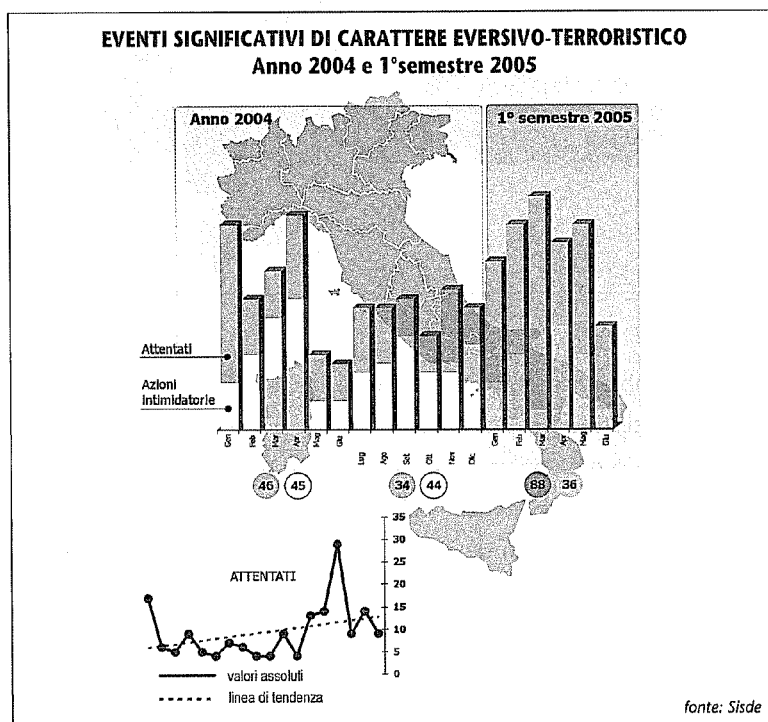 EVENTI SIGNIFICATIVI DI CARATTERE EVERSIVO-TERRORISTICO
Anno 2004 e 1°semestre 2005
Anno 2004
1° semestre 2005
Attentati
Azioni
intimidatorie
Gen Feb Mar Apr Mag Giu Lug Ago Set Ott Nov Dic Gen Feb Mar Apr Mag Giu
46 45 34 44 88 36
35
30
25
20
15
10
5
0
ATTENTATI
valori assoluti
linea di tendenza
fonte: Sisde